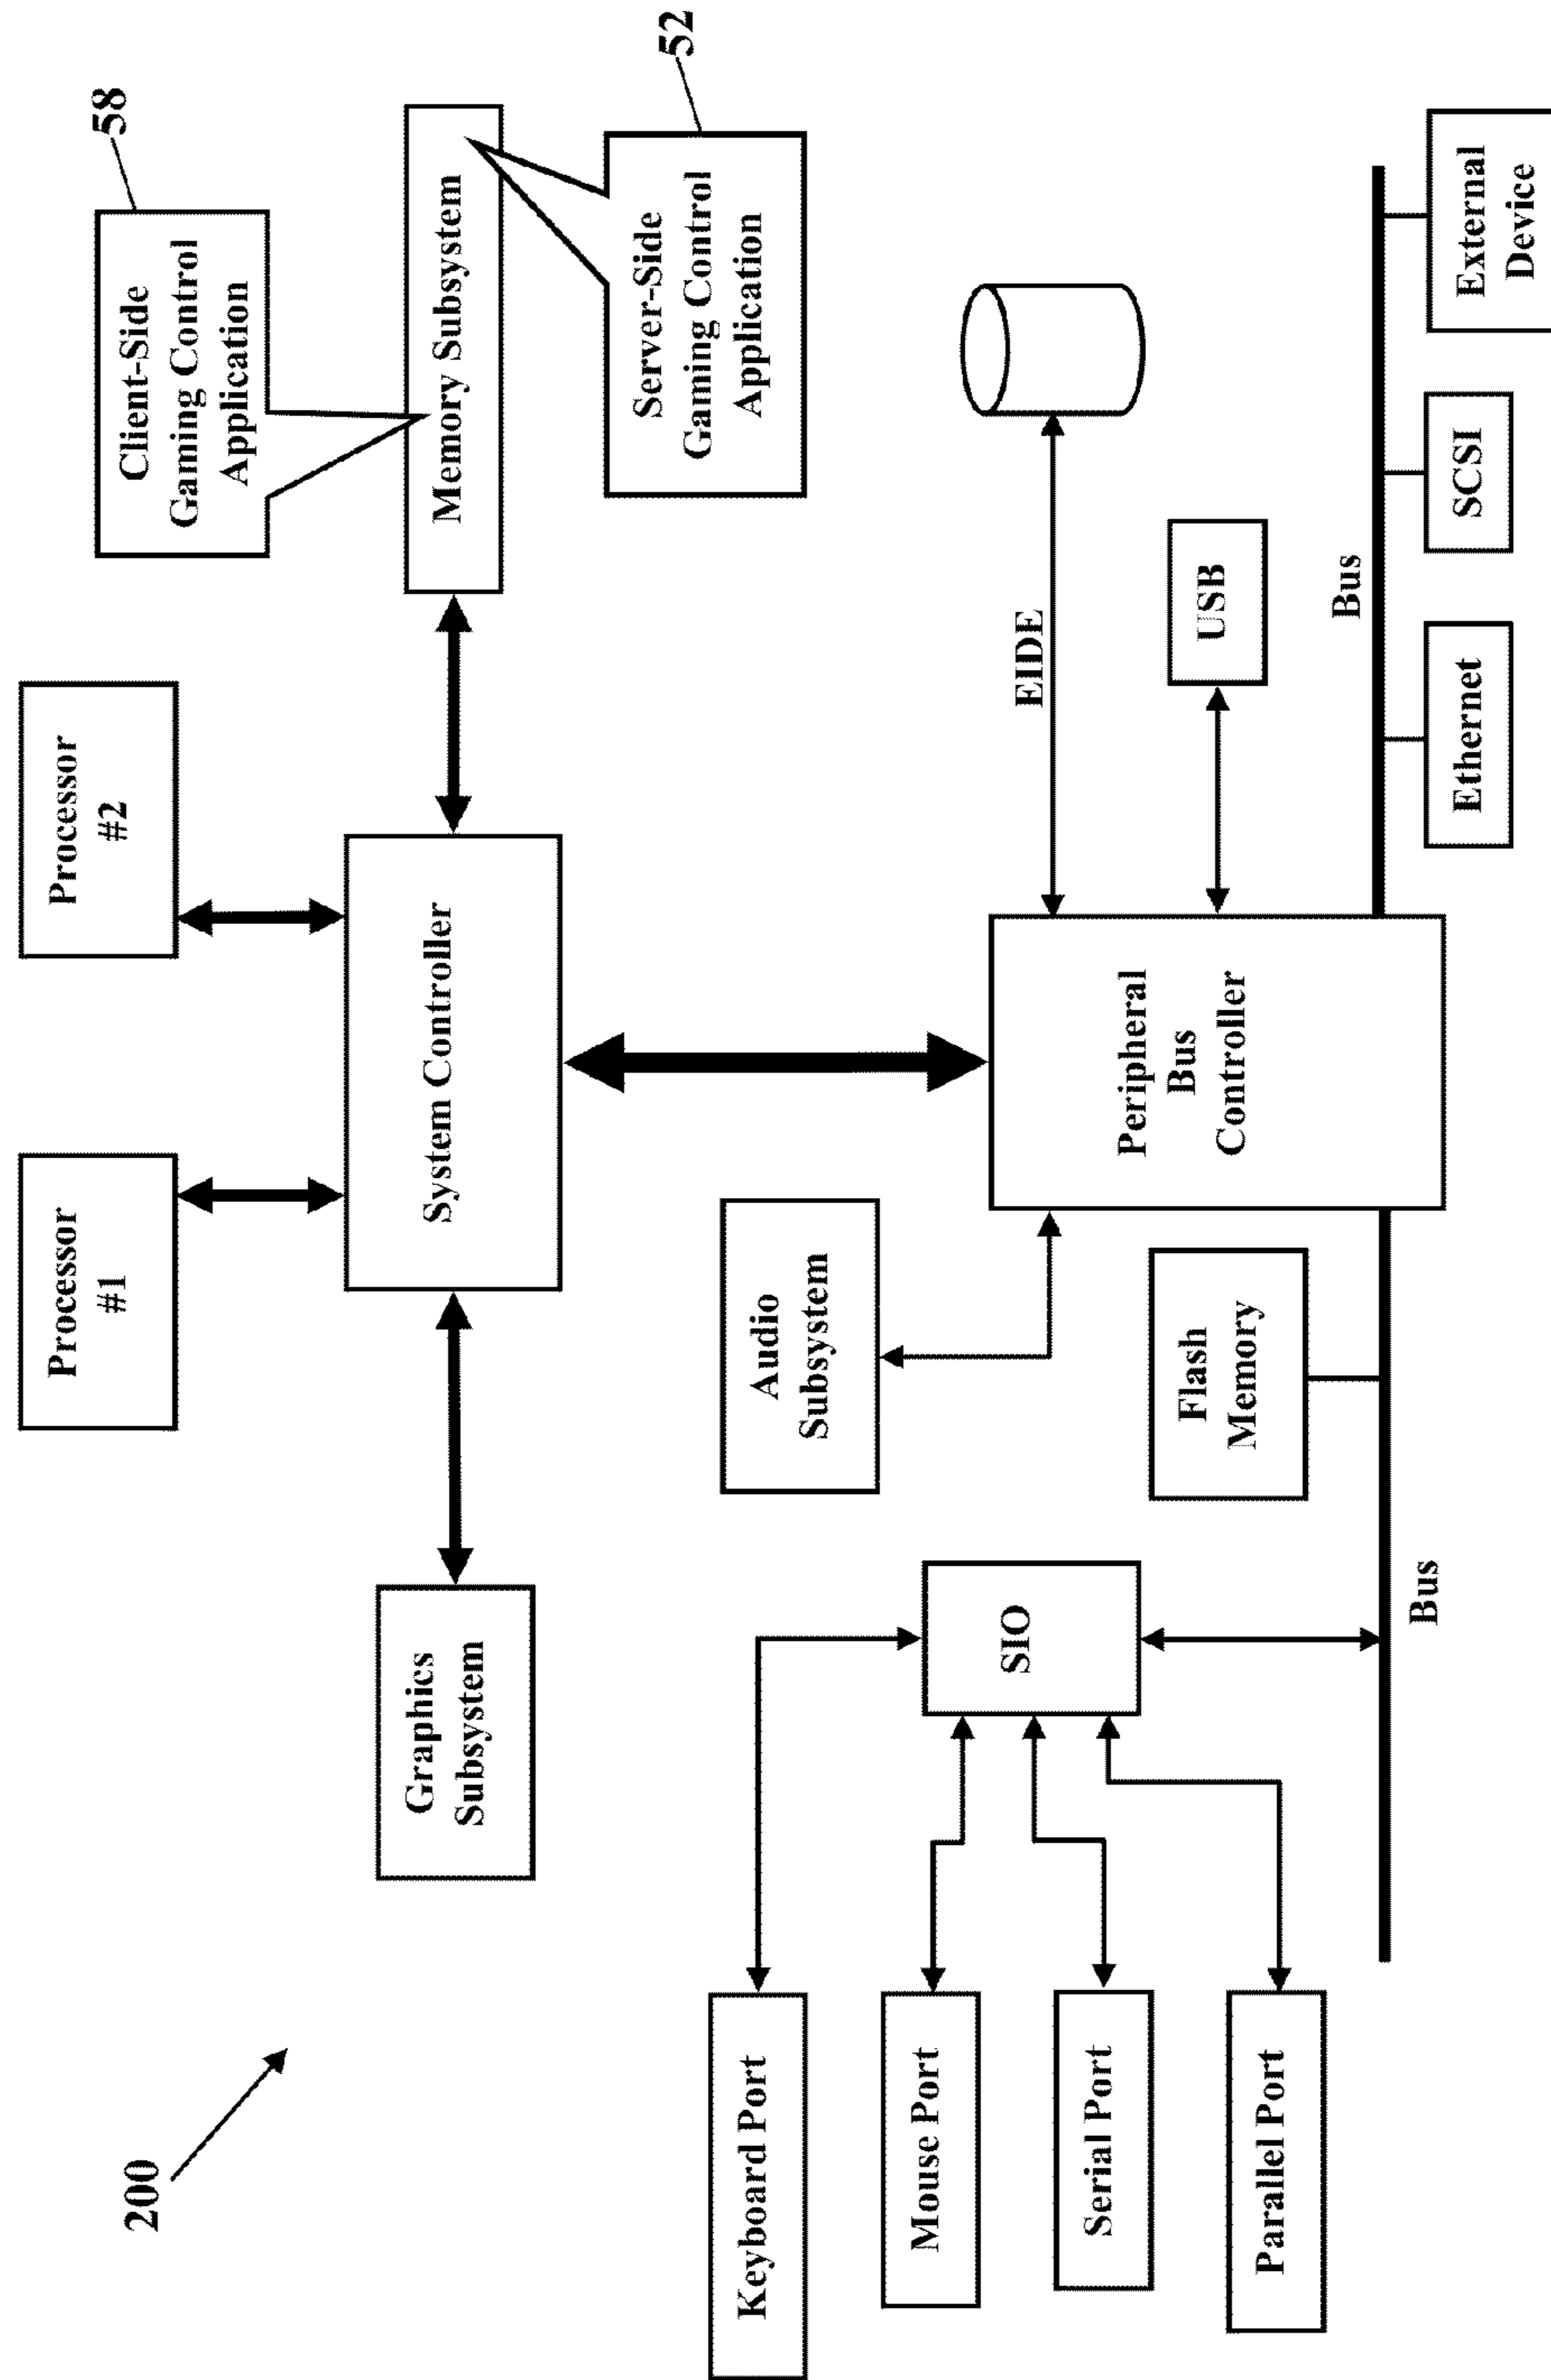 200
Processor
#1
Processor
#2
Client-Side
Gaming Control
Application
58
Graphics
Subsystem
System Controller
Memory Subsystem
Server-Side
Gaming Control
Application
52
Keyboard Port
Mouse Port
Serial Port
Parallel Port
SIO
Audio
Subsystem
Flash
Memory
Bus
Peripheral
Bus
Controller
EIDE
USB
Bus
Ethernet
SCSI
External
Device